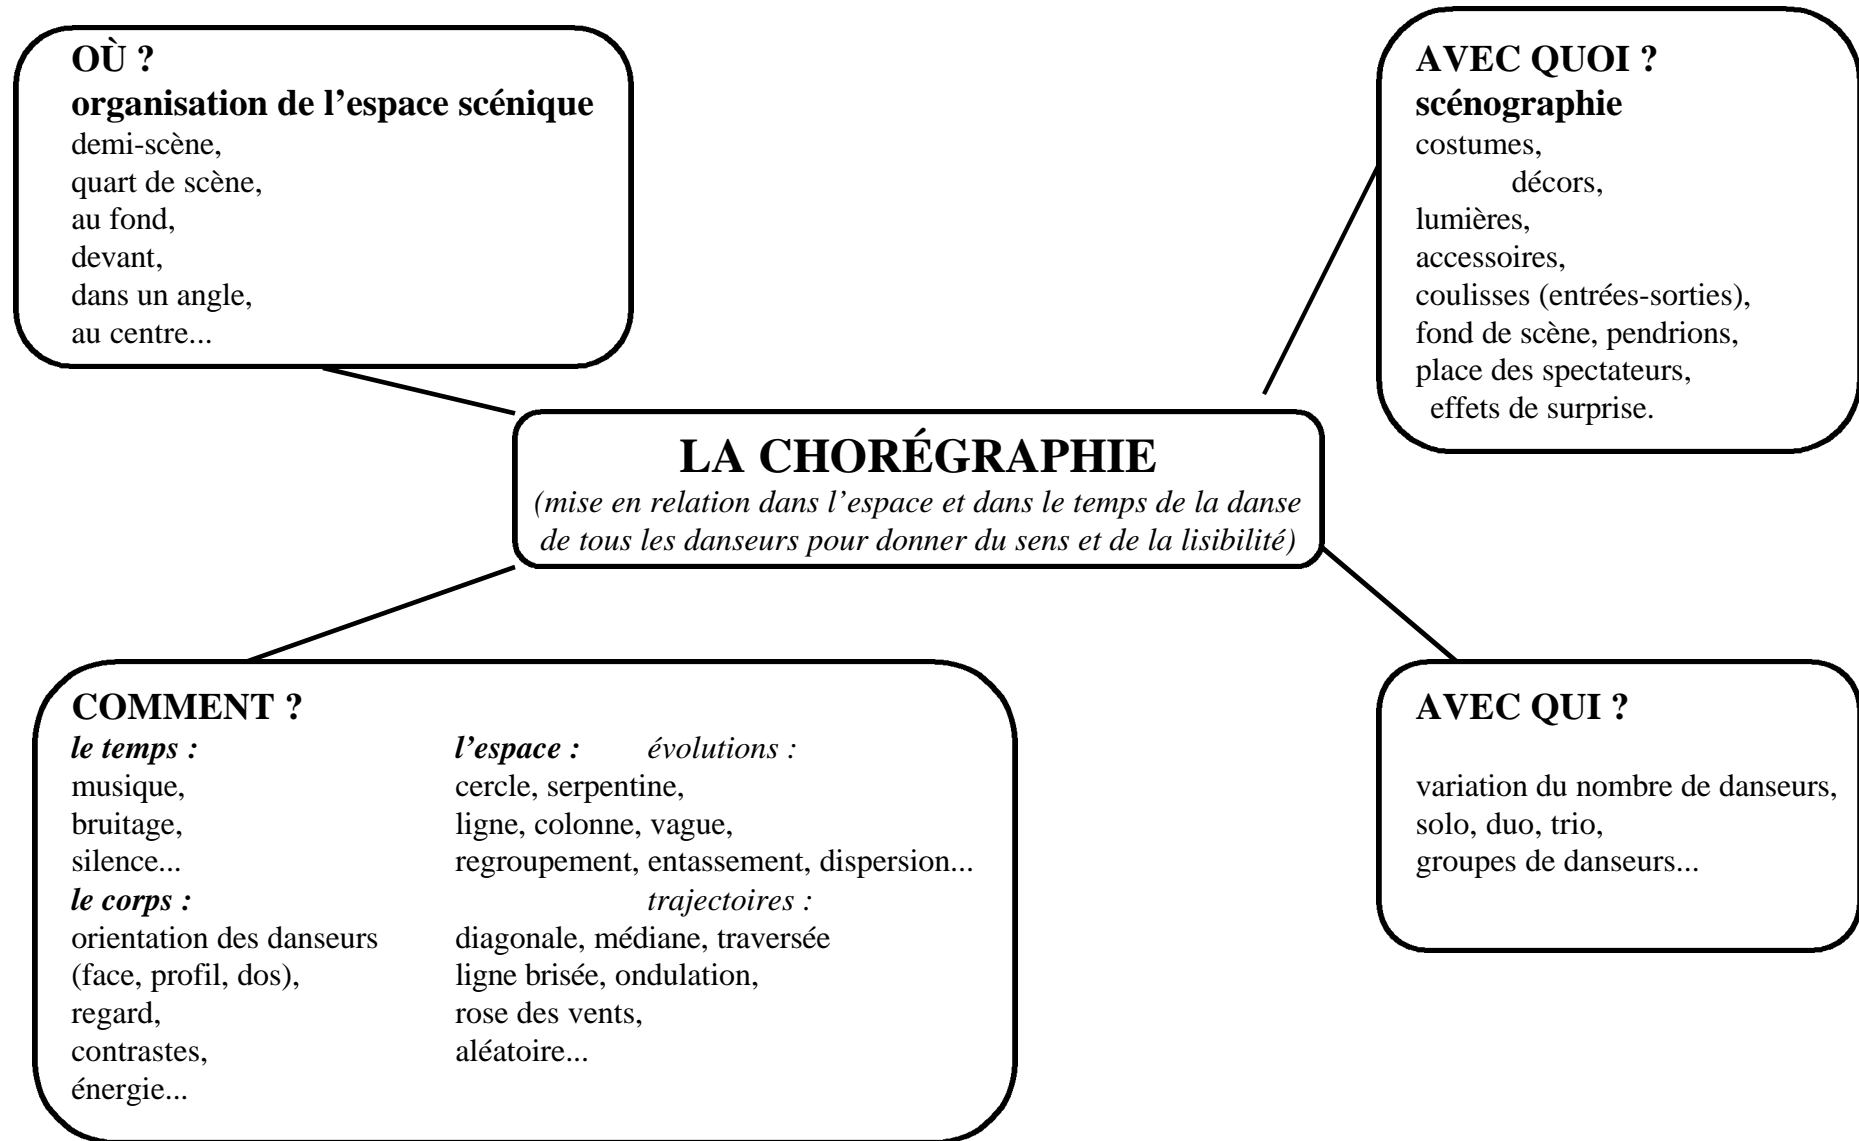 OÙ ?
organisation de l’espace scénique
demi-scène,
quart de scène,
au fond,
devant,
dans un angle,
au centre...
AVEC QUOI ?
scénographie
costumes,
décors,
lumières,
accessoires,
coulisses (entrées-sorties),
fond de scène, pendrions,
place des spectateurs,
effets de surprise.
LA CHORÉGRAPHIE
(mise en relation dans l’espace et dans le temps de la danse
de tous les danseurs pour donner du sens et de la lisibilité)
COMMENT ?
le temps :
musique,
bruitage,
silence...
le corps :
orientation des danseurs
(face, profil, dos),
regard,
contrastes,
énergie...
l’espace : évolutions :
cercle, serpentine,
ligne, colonne, vague,
regroupement, entassement, dispersion...
trajectoires :
diagonale, médiane, traversée
ligne brisée, ondulation,
rose des vents,
aléatoire...
AVEC QUI ?
variation du nombre de danseurs,
solo, duo, trio,
groupes de danseurs...